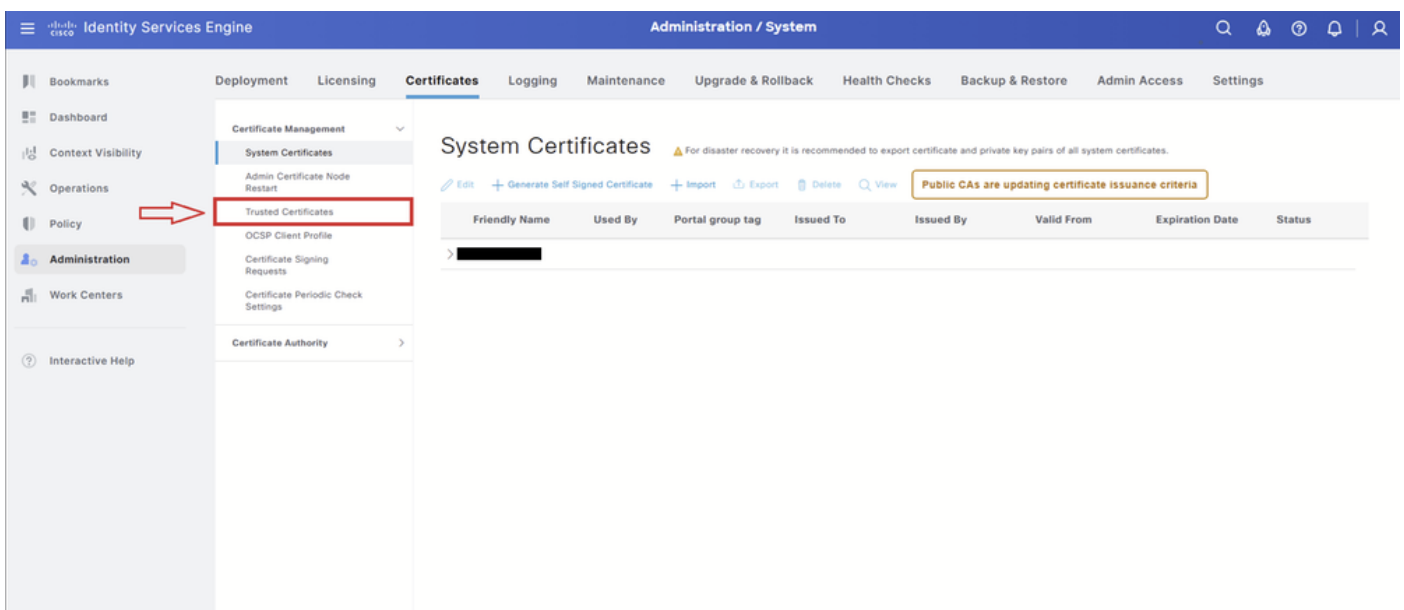 cisco Identity Services Engine
Administration / System
Bookmarks
Dashboard
Context Visibility
Operations
Policy
Administration
Work Centers
Interactive Help
Deployment Licensing Certificates Logging Maintenance Upgrade & Rollback Health Checks Backup & Restore Admin Access Settings
Certificate Management
System Certificates
Admin Certificate Node
Restart
Trusted Certificates
OCSP Client Profile
Certificate Signing
Requests
Certificate Periodic Check
Settings
Certificate Authority
System Certificates
For disaster recovery it is recommended to export certificate and private key pairs of all system certificates.
Edit Generate Self Signed Certificate Import Export Delete View
Public CAs are updating certificate issuance criteria
Friendly Name Used By Portal group tag Issued To Issued By Valid From Expiration Date Status